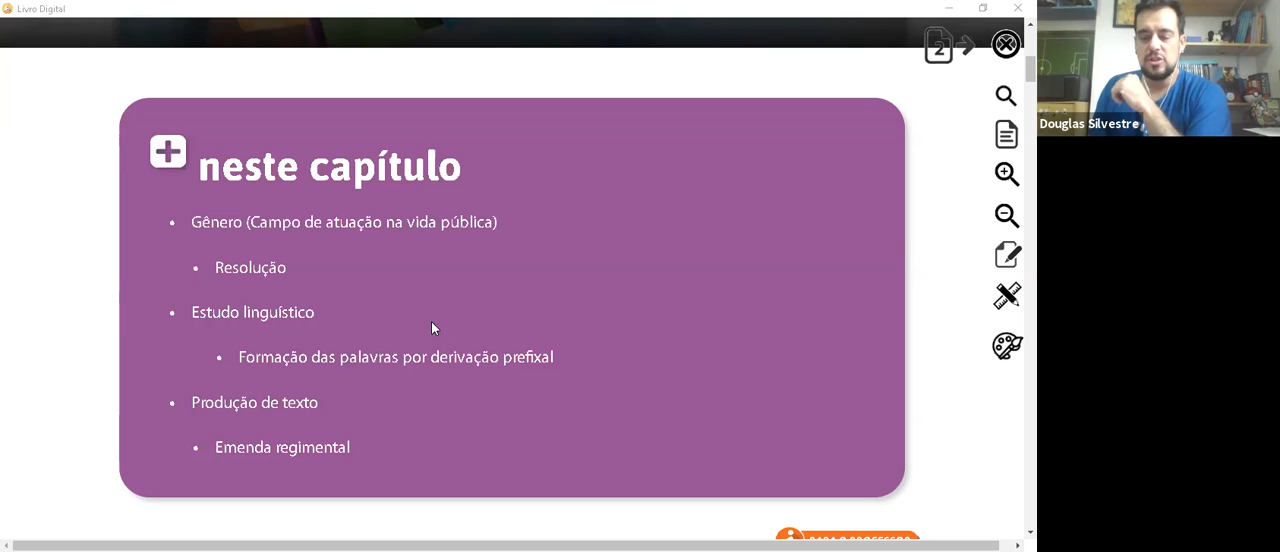 Livro Digital
2
Douglas Silvestre
neste capítulo
• Gênero (Campo de atuação na vida pública)
• Resolução
• Estudo linguístico
• Formação das palavras por derivação prefixal
• Produção de texto
• Emenda regimental